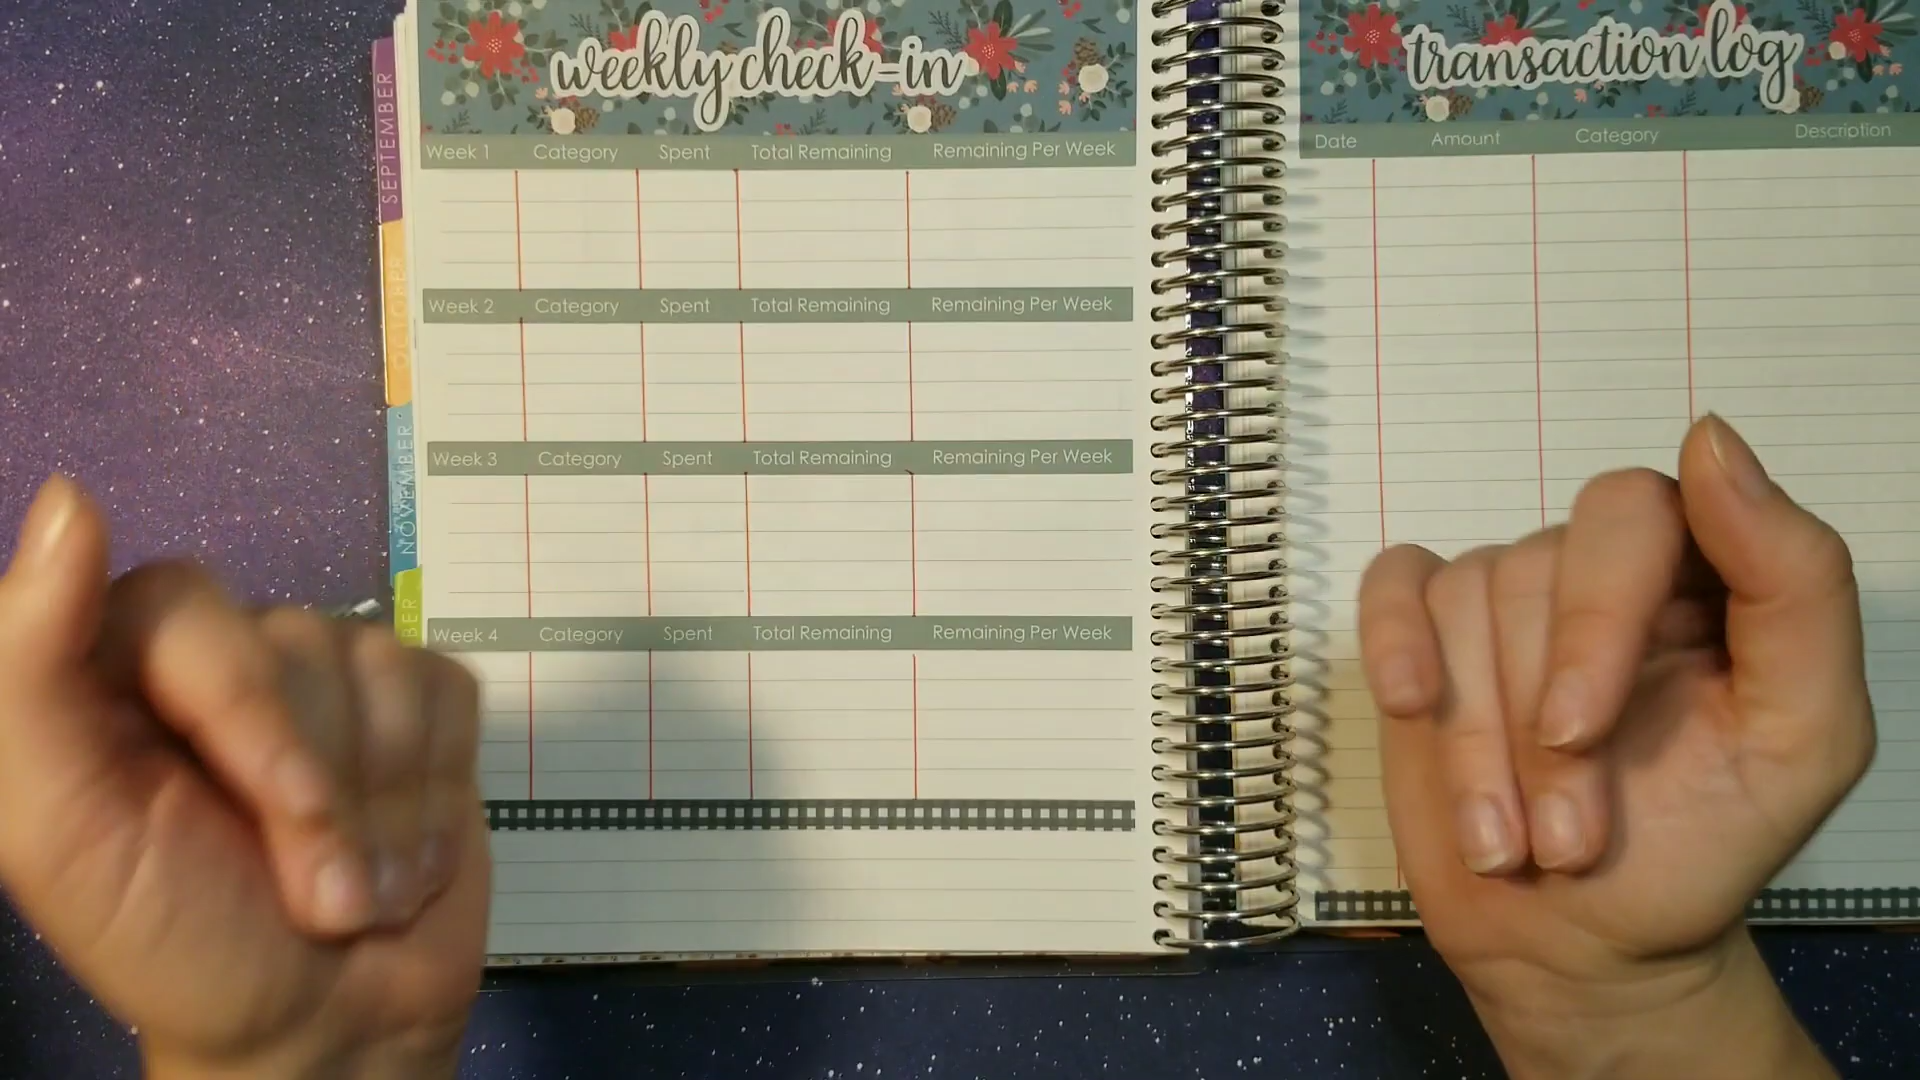 weekly check-in
Week 1 Category Spent Total Remaining Remaining Per Week
Week 2 Category Spent Total Remaining Remaining Per Week
Week 3 Category Spent Total Remaining Remaining Per Week
Week 4 Category Spent Total Remaining Remaining Per Week
transaction log
Date Amount Category Description
SEPTEMBER
OCTOBER
NOVEMBER
BER